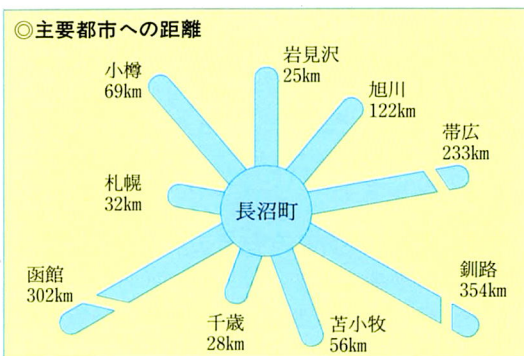 ◎主要都市への距離
岩見沢
25km
小樽
69km
旭川
122km
帯広
233km
札幌
32km
長沼町
函館
302km
釧路
354km
千歳
28km
苫小牧
56km